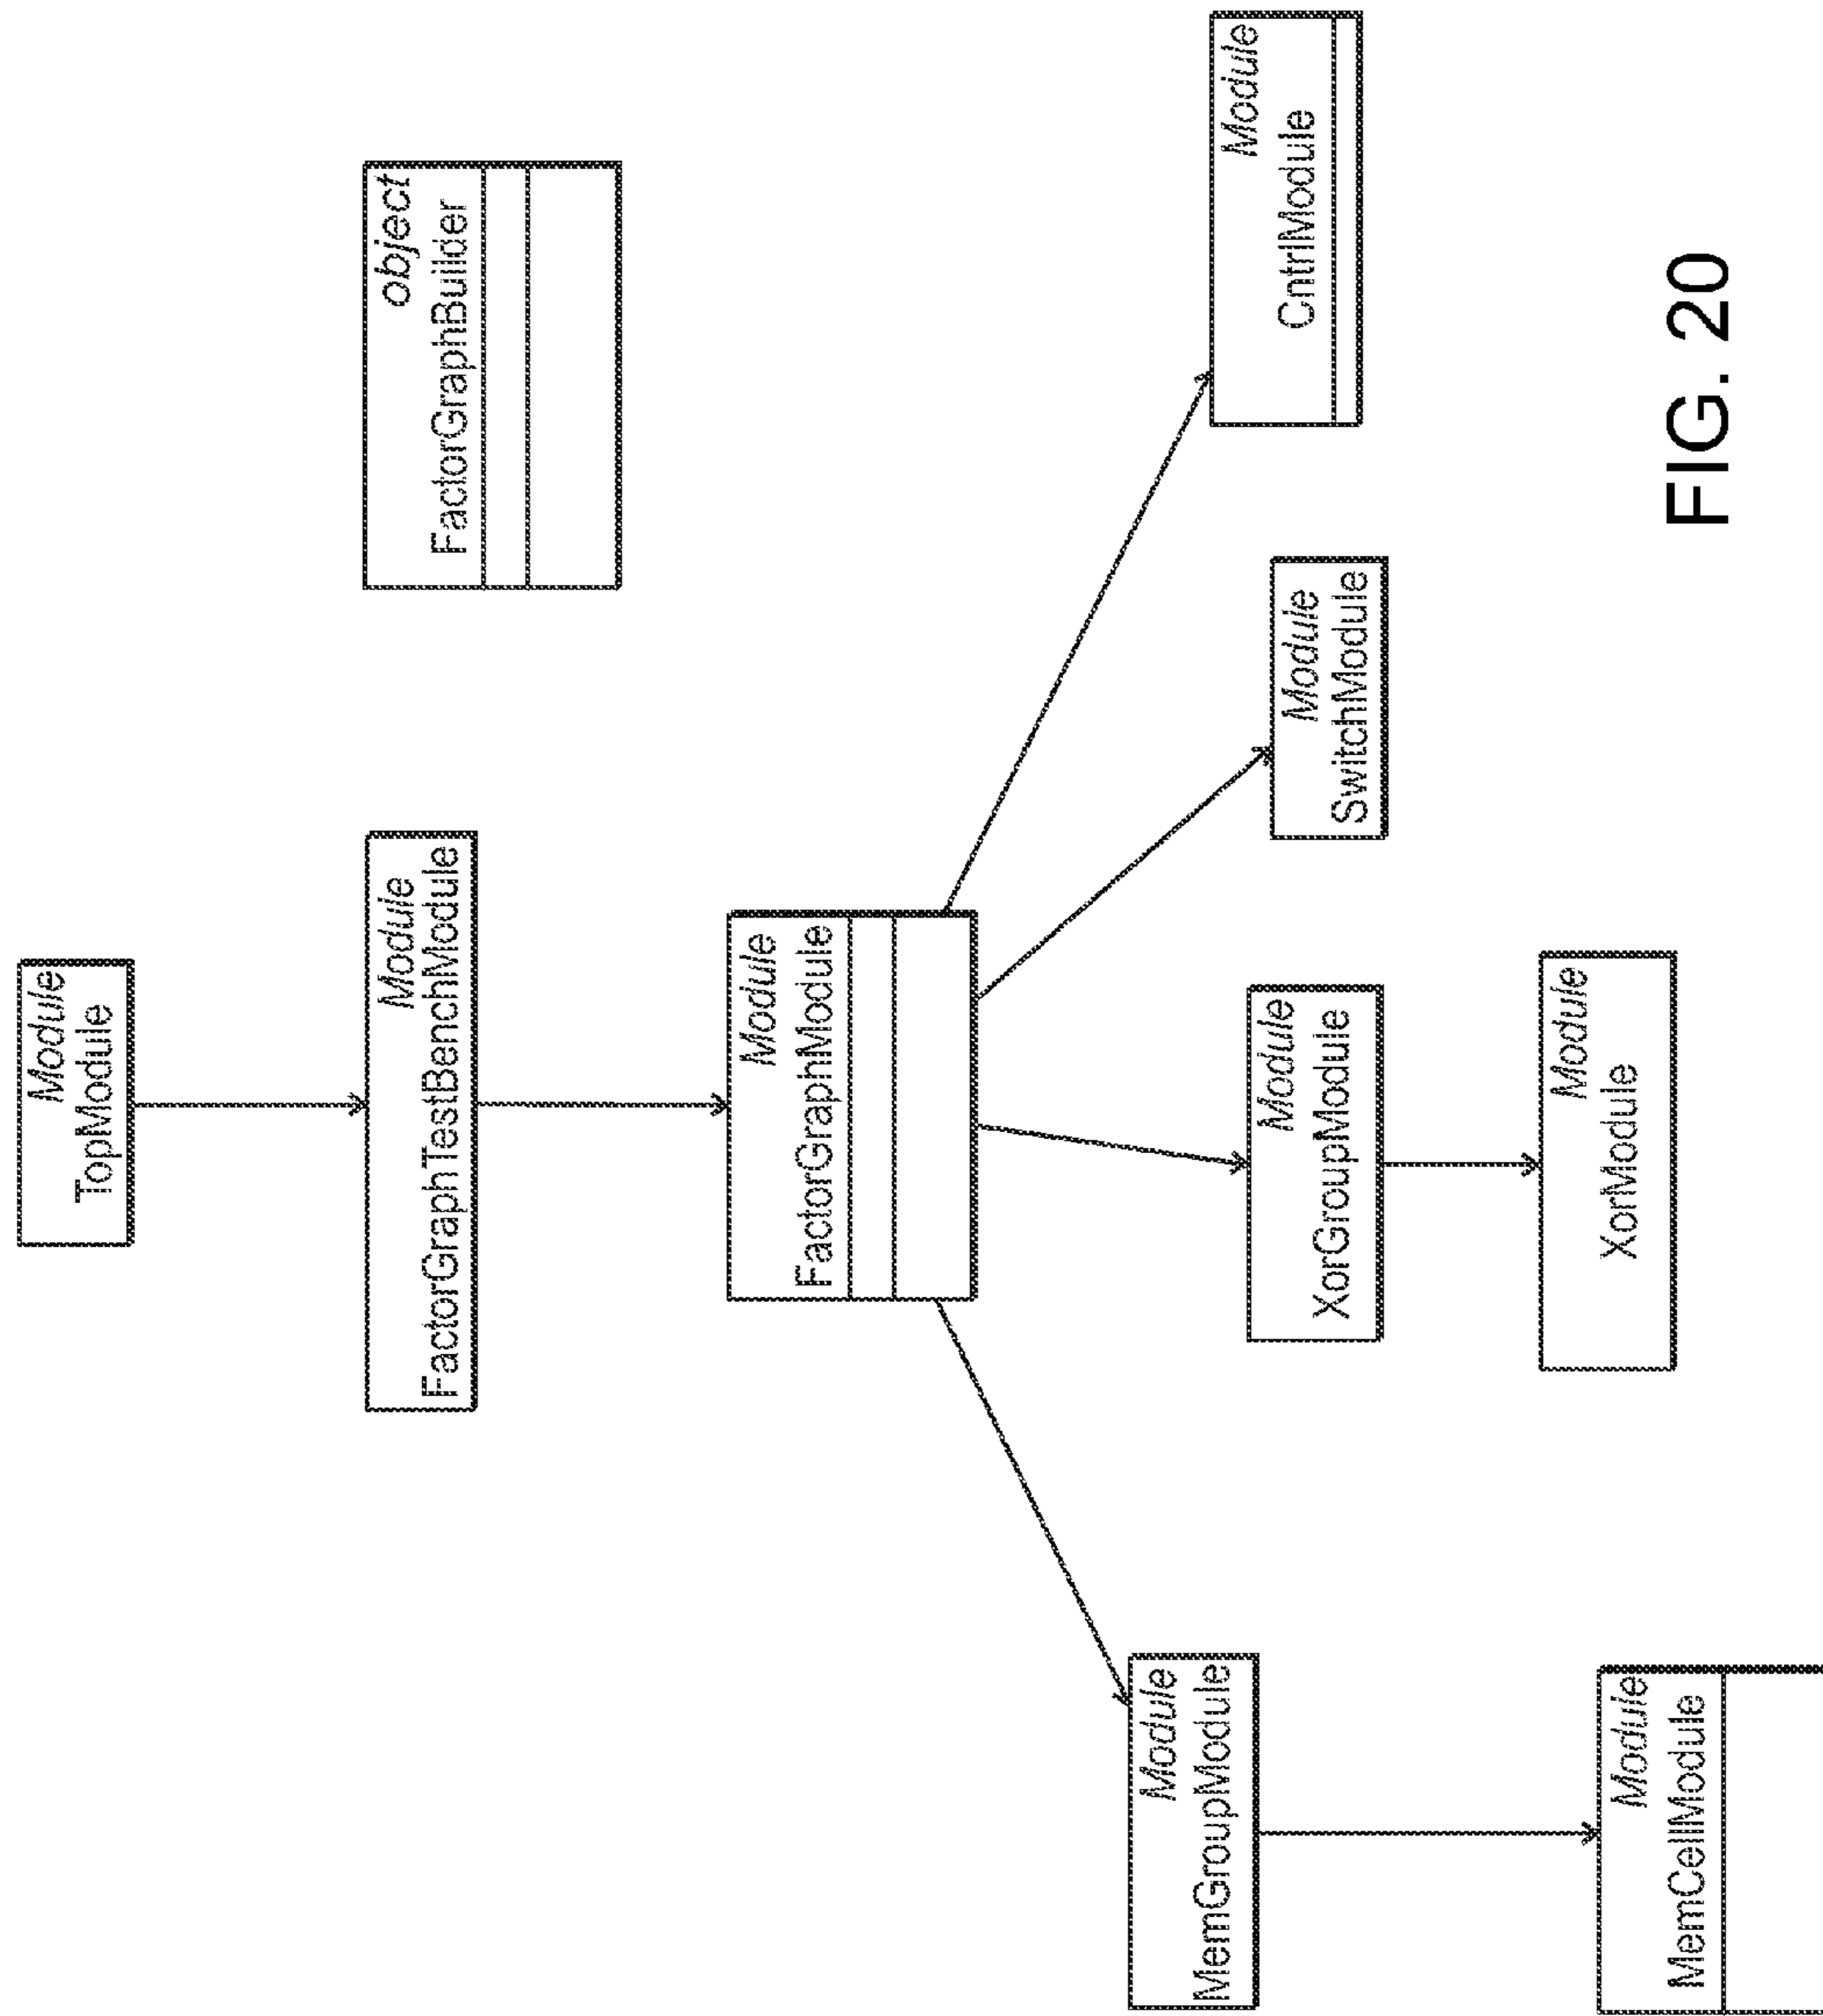 Module
TopModule
Module
FactorGraphTestBenchModule
object
FactorGraphBuilder
Module
FactorGraphModule
Module
MemGroupModule
Module
XorGroupModule
Module
SwitchModule
Module
CntrlModule
Module
MemCellModule
Module
XorModule
FIG. 20